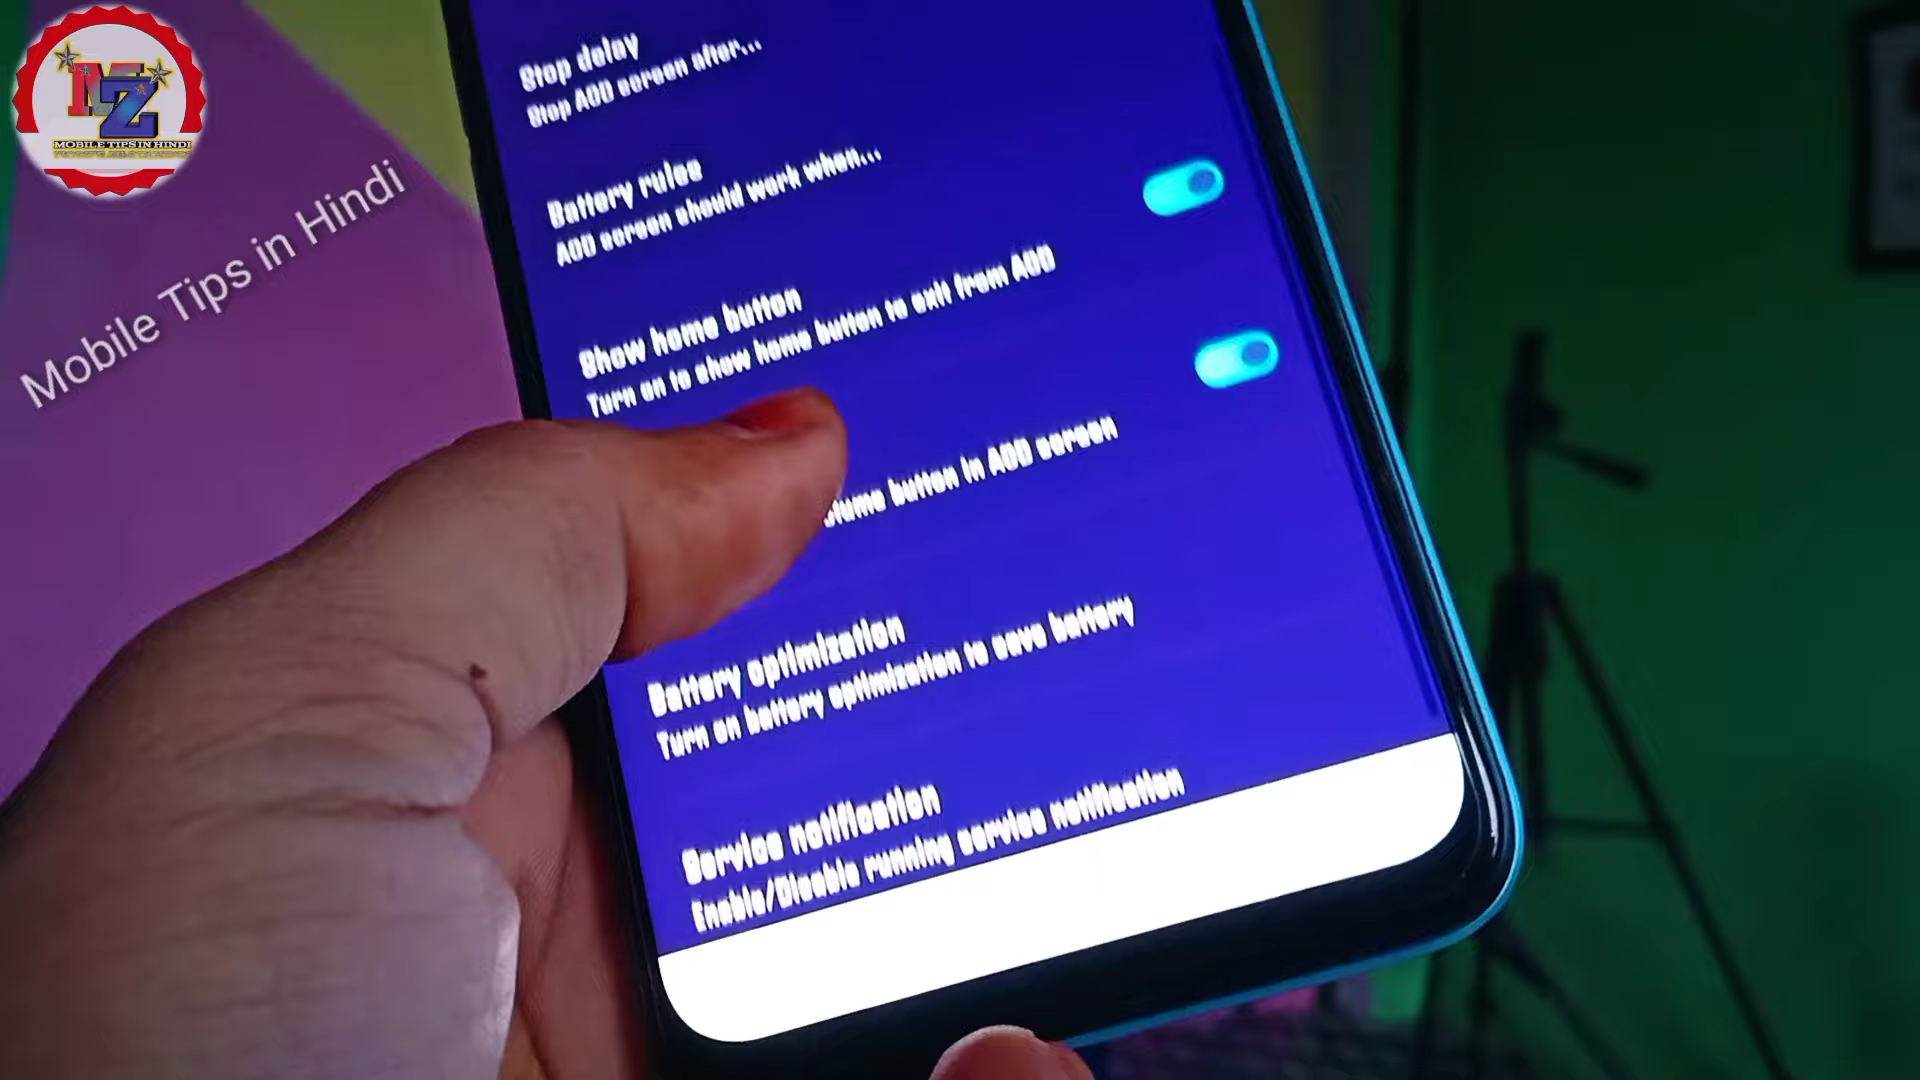 MZ
MOBILE TIPS IN HINDI
Mobile Tips in Hindi
Stop delay
Stop AOD screen after...
Battery rules
AOD screen should work when...
Show home button
Turn on to show home button to exit from AOD
button in AOD screen
Battery optimization
Turn on battery optimization to save battery
Service notification
Enable/Disable running service notification